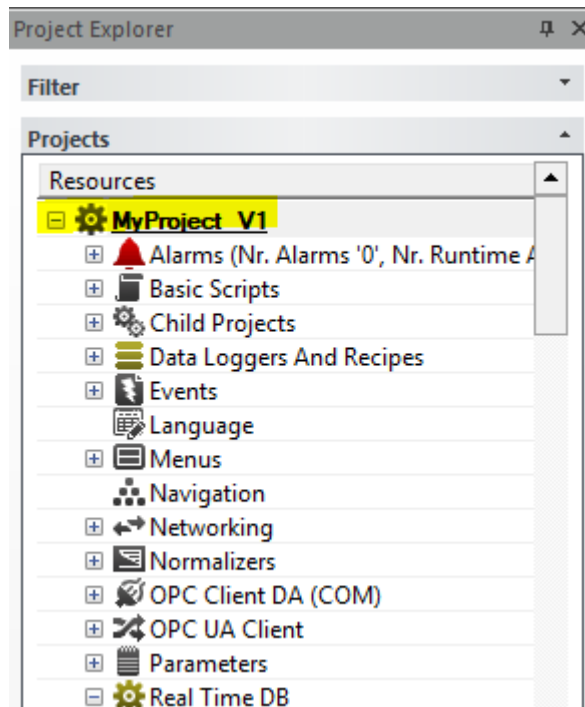 Project Explorer
Filter
Projects
Resources
MyProject_V1
Alarms (Nr. Alarms '0', Nr. Runtime A
Basic Scripts
Child Projects
Data Loggers And Recipes
Events
Language
Menus
Navigation
Networking
Normalizers
OPC Client DA (COM)
OPC UA Client
Parameters
Real Time DB